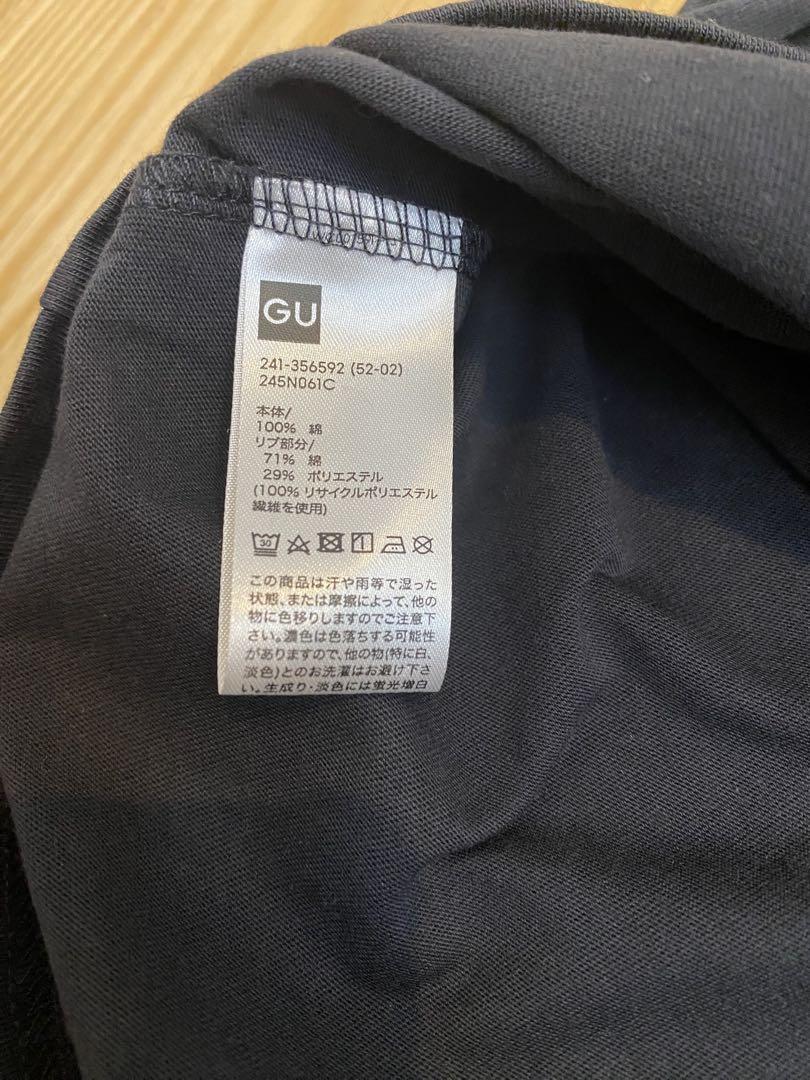 GU
241-356592 (52-02)
245N061C
本体/
100% 綿
リブ部分/
71% 綿
29% ポリエステル
(100% リサイクルポリエステル
繊維を使用)
30
この商品は汗や雨等で湿った
状態、または摩擦によって、他の
物に色移りしますのでご注意下
さい。濃色は色落ちする可能性
がありますので、他の物(特に白、
淡色)とのお洗濯はお避け下さ
い。生成り・淡色には蛍光増白